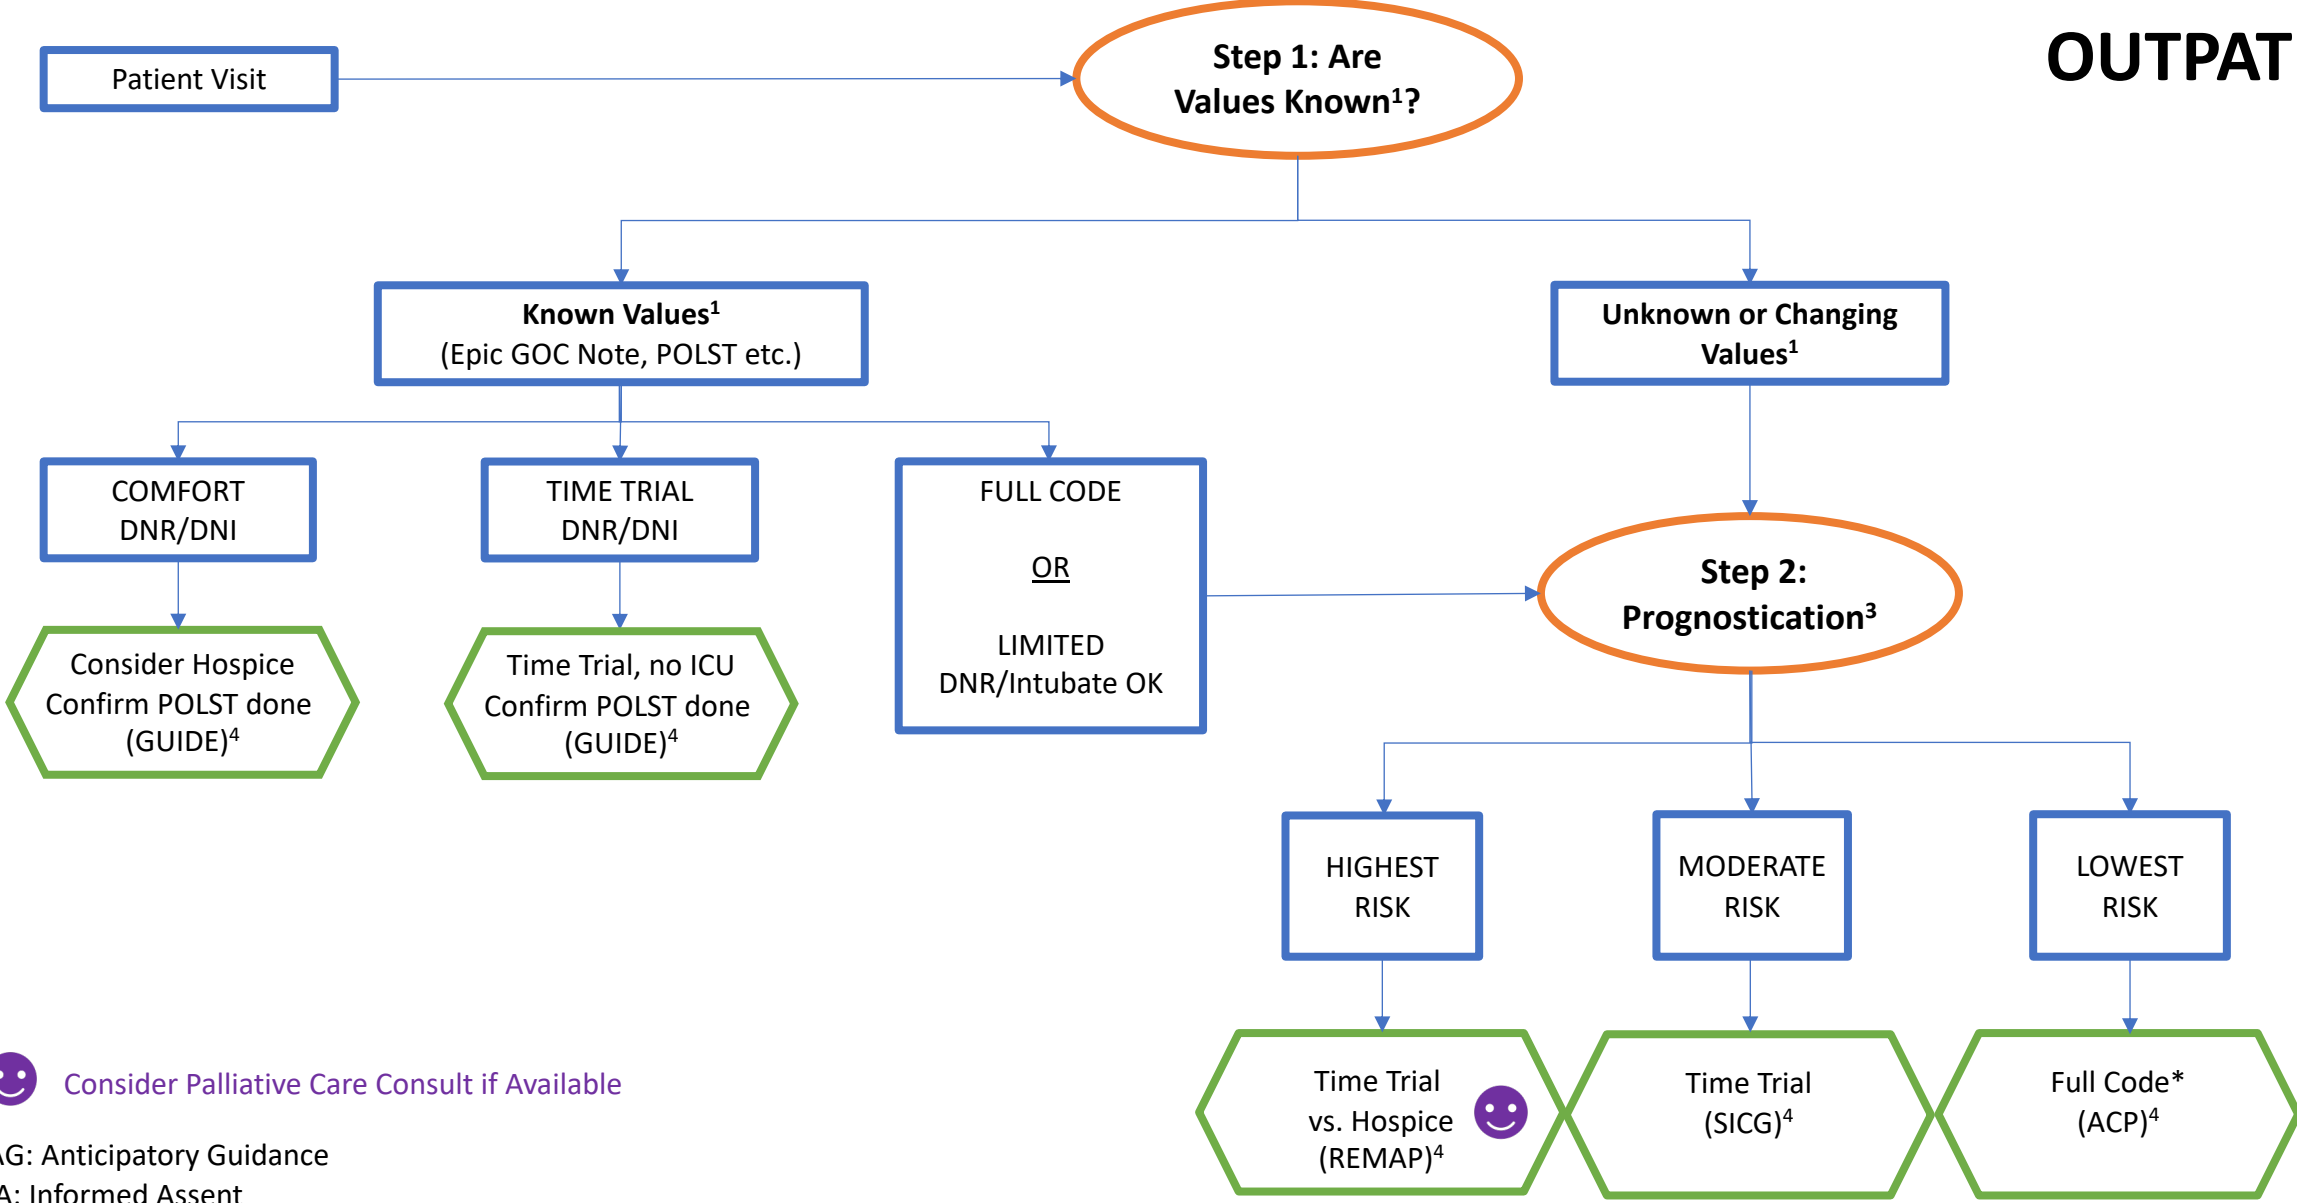 OUTPAT
Patient Visit
Step 1: Are
Values Known¹?
Known Values¹
(Epic GOC Note, POLST etc.)
Unknown or Changing
Values¹
COMFORT
DNR/DNI
TIME TRIAL
DNR/DNI
FULL CODE
OR
LIMITED
DNR/Intubate OK
Step 2:
Prognostication³
Consider Hospice
Confirm POLST done
(GUIDE)⁴
Time Trial, no ICU
Confirm POLST done
(GUIDE)⁴
HIGHEST
RISK
MODERATE
RISK
LOWEST
RISK
Time Trial
vs. Hospice
(REMAP)⁴
Time Trial
(SICG)⁴
Full Code*
(ACP)⁴
Consider Palliative Care Consult if Available
AG: Anticipatory Guidance
A: Informed Assent